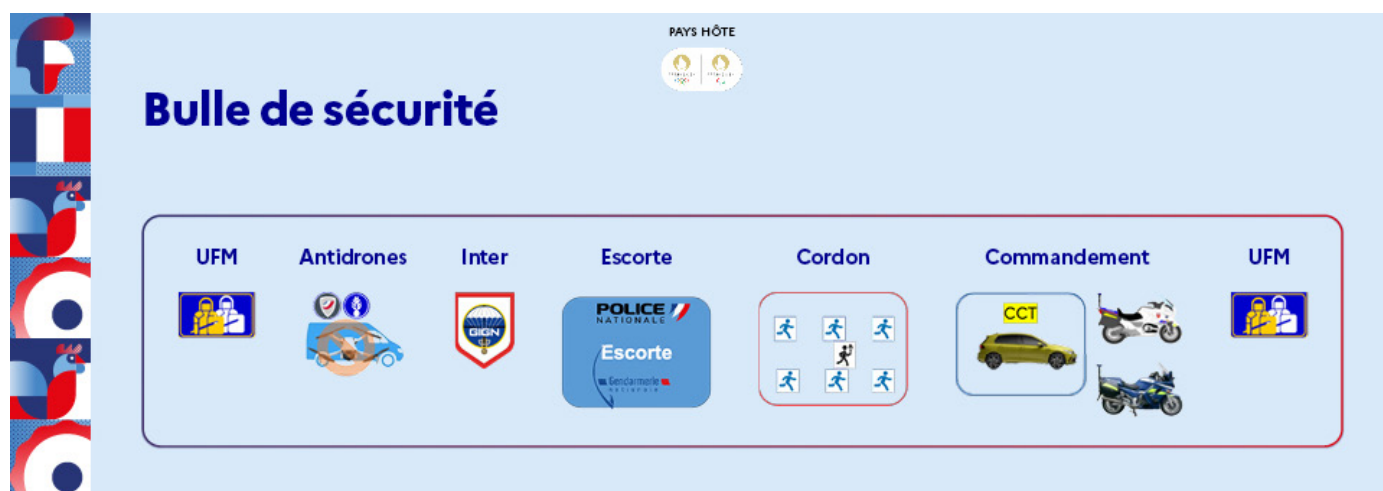 PAYS HÔTE
Bulle de sécurité
UFM
Antidrones
Inter
Escorte
Cordon
Commandement
UFM
GIGN
POLICE
NATIONALE
Escorte
Gendarmerie
CCT